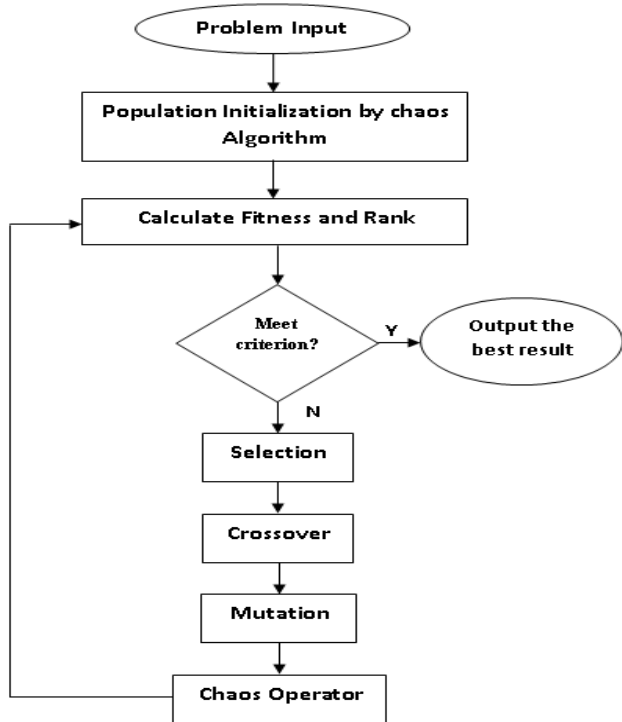 Problem Input
Population Initialization by chaos
Algorithm
Calculate Fitness and Rank
Meet
criterion?
Y
Output the
best result
N
Selection
Crossover
Mutation
Chaos Operator